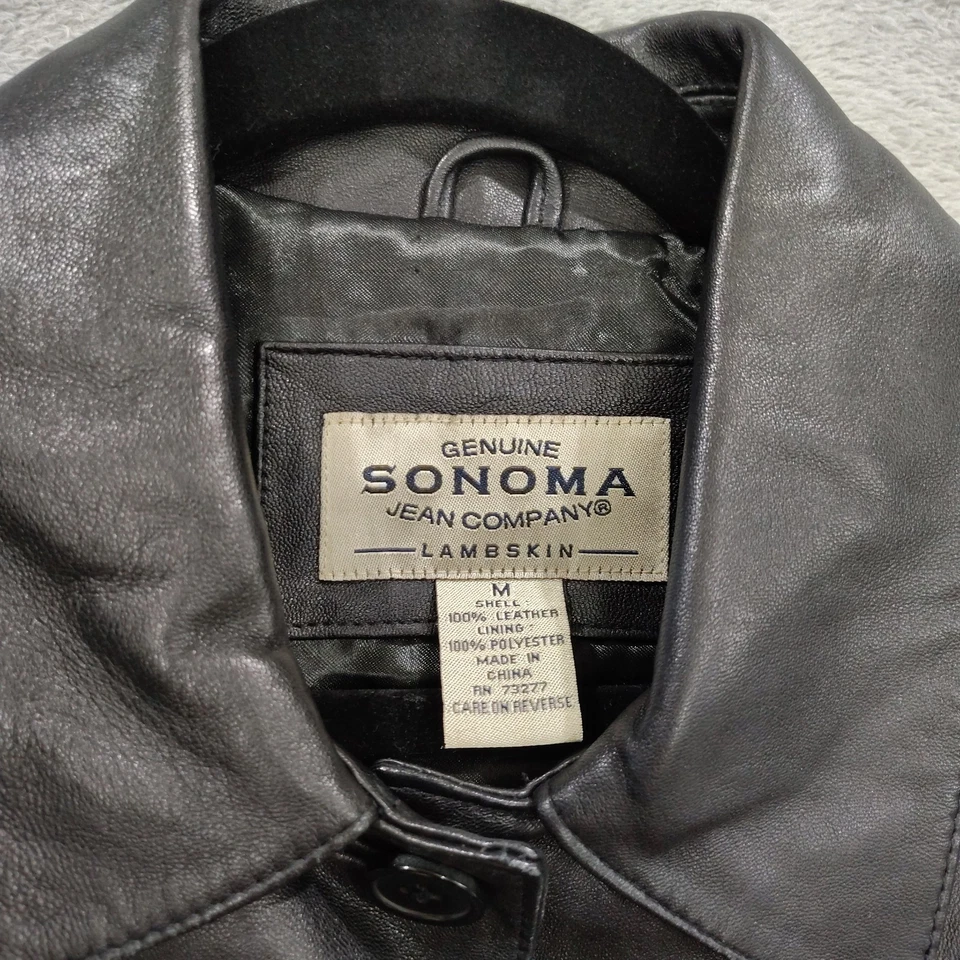 GENUINE
SONOMA
JEAN COMPANY®
LAMBSKIN
M
SHELL:
100% LEATHER
LINING:
100% POLYESTER
MADE IN
CHINA
RN 73277
CARE ON REVERSE